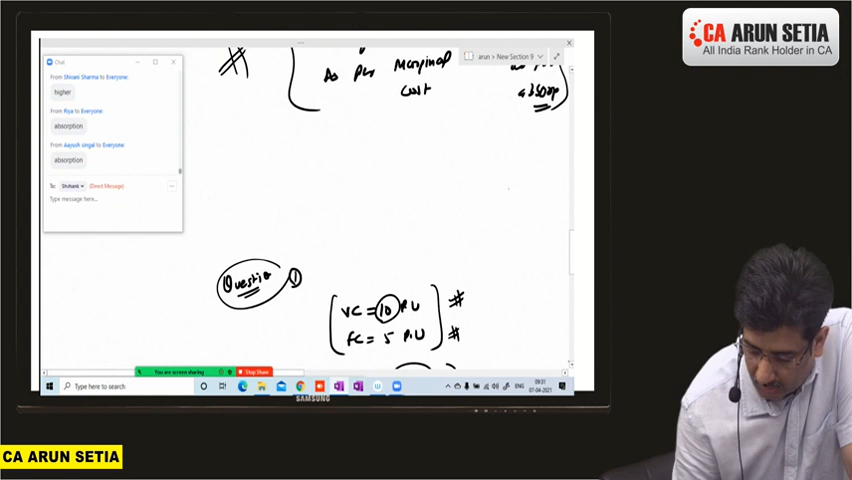 CA ARUN SETIA
All India Rank Holder in CA
arun > New Section 9
Chat
From Shivani Sharma to Everyone:
higher
From Riya to Everyone:
absorption
From Aayush singal to Everyone:
absorption
To: Shihank (Direct Message)
Type message here...
As per Marginal
Cost
Question 1
VC = 10 P.U #
FC = 5 P.U #
You are screen sharing
Stop Share
Type here to search
ENG
09:31
07-04-2021
SAMSUNG
CA ARUN SETIA